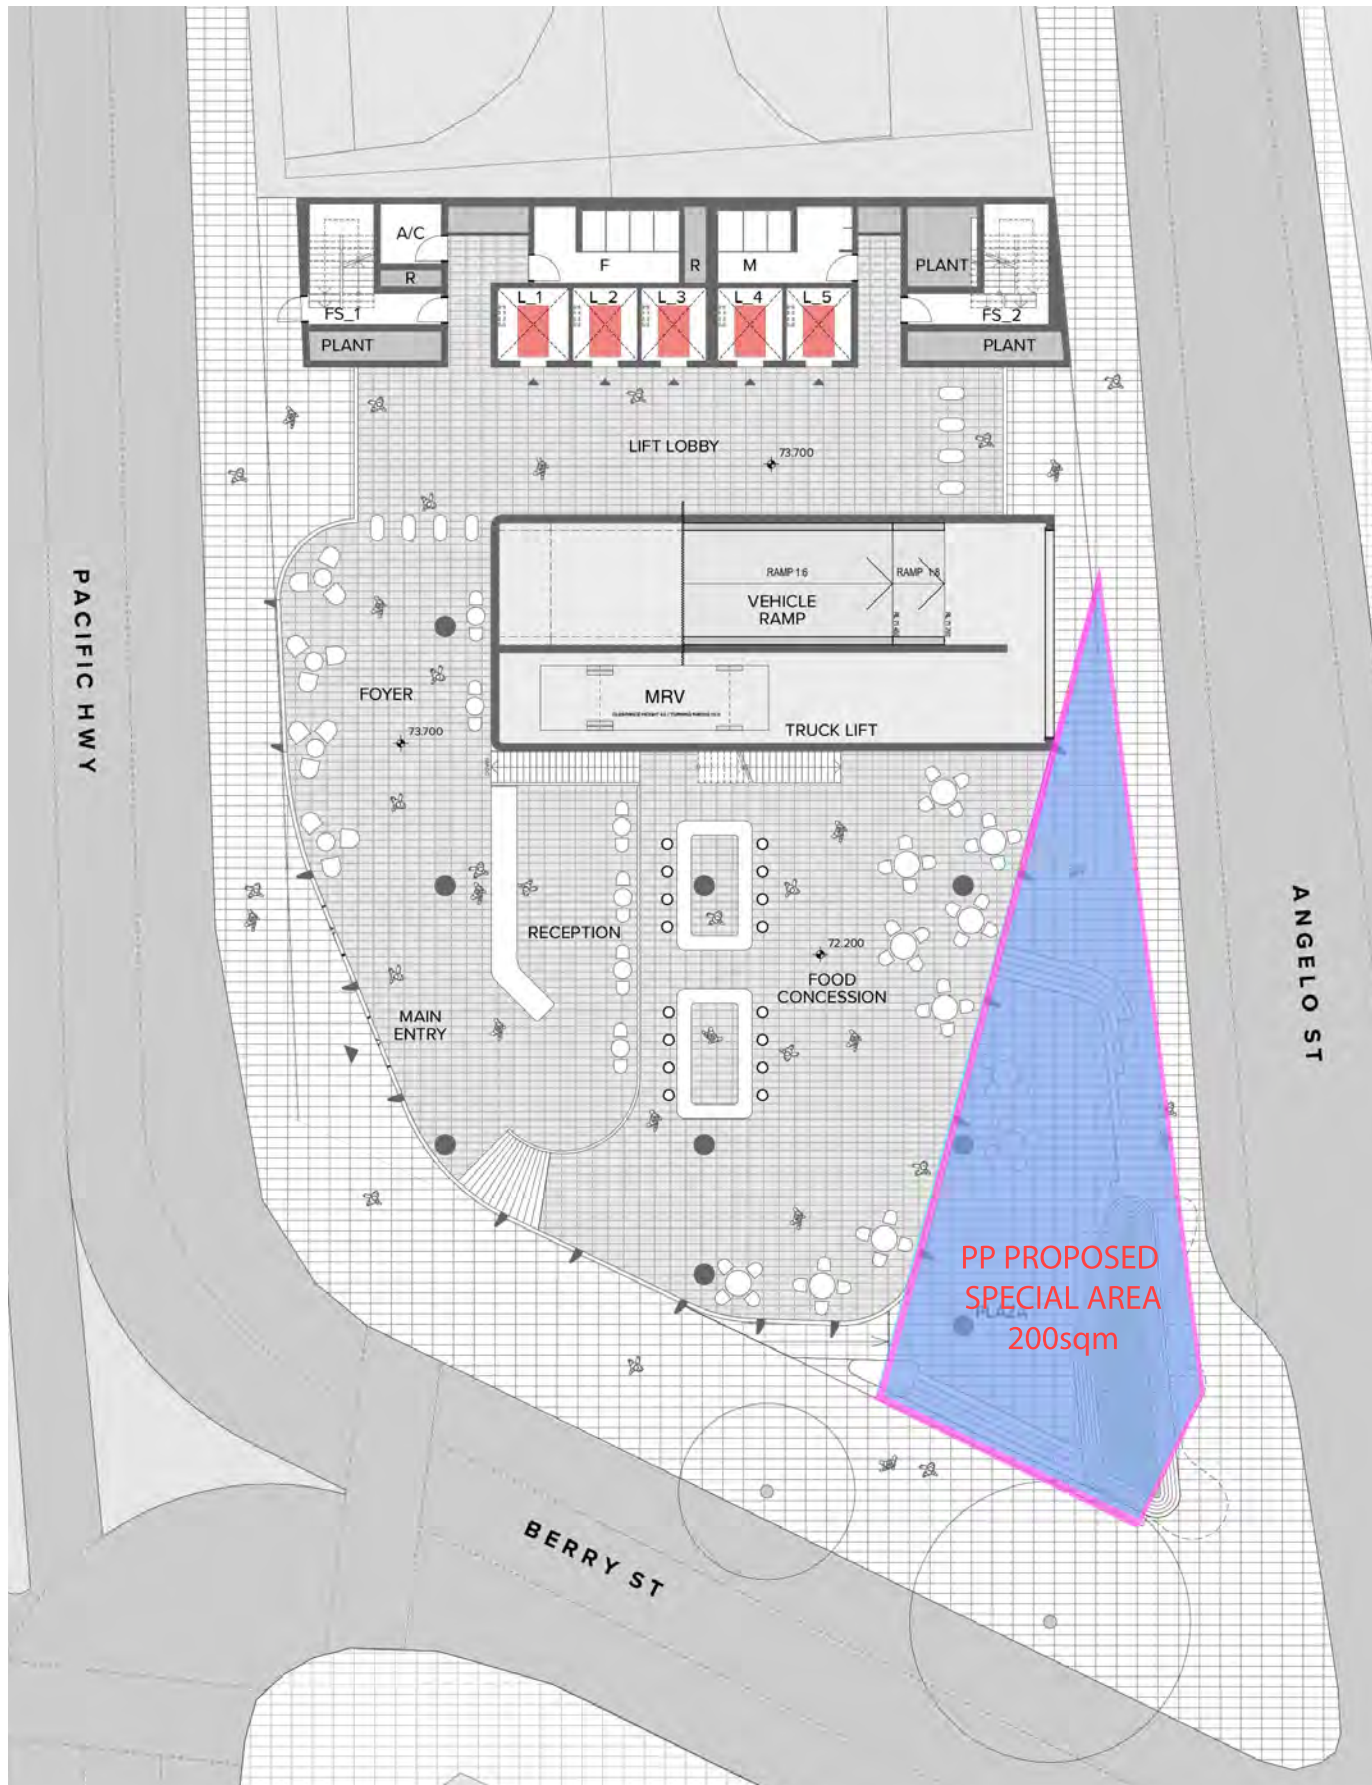 A/C
F
R
M
PLANT
R
L_1
L_2
L_3
L_4
L_5
FS_1
FS_2
PLANT
PLANT
LIFT LOBBY
73.700
RAMP 1:6
RAMP 1:8
VEHICLE
RAMP
MRV
TRUCK LIFT
FOYER
73.700
PACIFIC HWY
ANGELO ST
RECEPTION
72.200
FOOD
CONCESSION
MAIN
ENTRY
PP PROPOSED
SPECIAL AREA
PLAZA
200sqm
BERRY ST